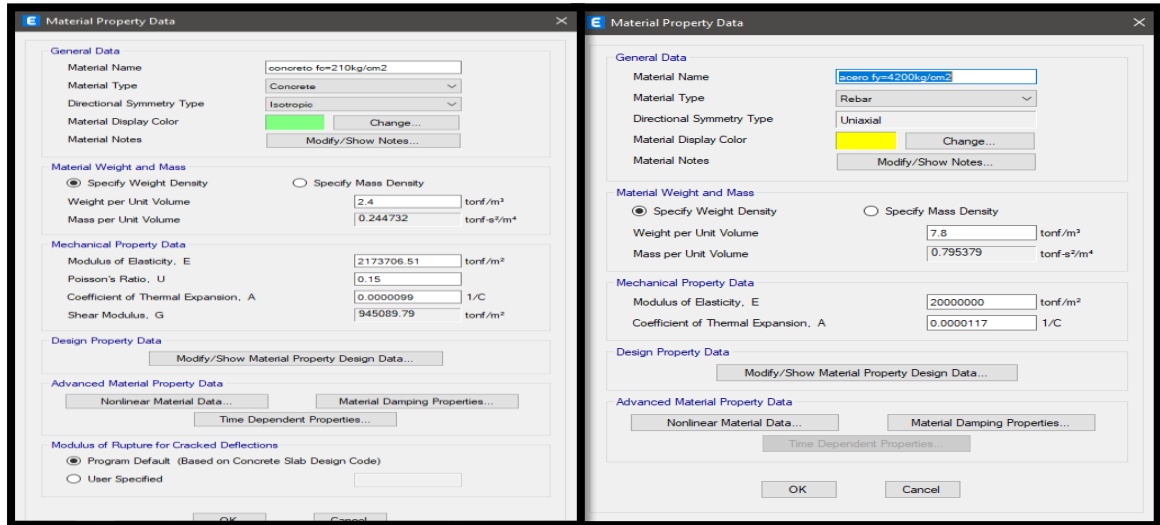 E Material Property Data
General Data
Material Name concreto fc=210kg/cm2
Material Type Concrete
Directional Symmetry Type Isotropic
Material Display Color Change...
Material Notes Modify/Show Notes...
Material Weight and Mass
Specify Weight Density Specify Mass Density
Weight per Unit Volume 2.4 tonf/m³
Mass per Unit Volume 0.244732 tonf-s²/m⁴
Mechanical Property Data
Modulus of Elasticity, E 2173706.51 tonf/m²
Poisson's Ratio, U 0.15
Coefficient of Thermal Expansion, A 0.0000099 1/C
Shear Modulus, G 945089.79 tonf/m²
Design Property Data
Modify/Show Material Property Design Data...
Advanced Material Property Data
Nonlinear Material Data... Material Damping Properties...
Time Dependent Properties...
Modulus of Rupture for Cracked Deflections
Program Default (Based on Concrete Slab Design Code)
User Specified
OK Cancel
E Material Property Data
General Data
Material Name acero fy=4200kg/cm2
Material Type Rebar
Directional Symmetry Type Uniaxial
Material Display Color Change...
Material Notes Modify/Show Notes...
Material Weight and Mass
Specify Weight Density Specify Mass Density
Weight per Unit Volume 7.8 tonf/m³
Mass per Unit Volume 0.795379 tonf-s²/m⁴
Mechanical Property Data
Modulus of Elasticity, E 20000000 tonf/m²
Coefficient of Thermal Expansion, A 0.0000117 1/C
Design Property Data
Modify/Show Material Property Design Data...
Advanced Material Property Data
Nonlinear Material Data... Material Damping Properties...
Time Dependent Properties...
OK Cancel